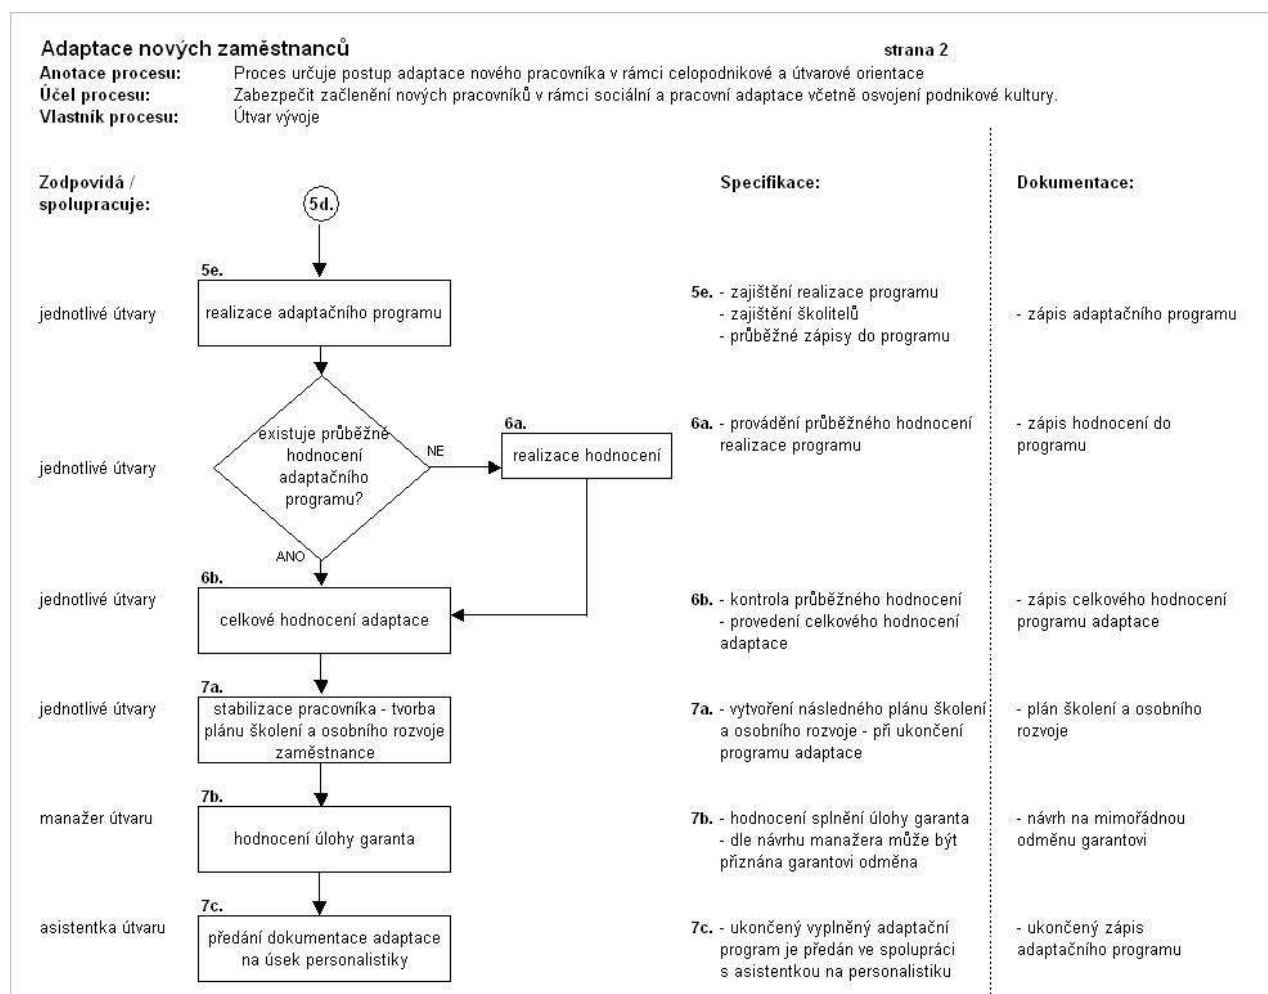 Adaptace nových zaměstnanců strana 2
Anotace procesu: Proces určuje postup adaptace nového pracovníka v rámci celopodnikové a útvarové orientace
Účel procesu: Zabezpečit začlenění nových pracovníků v rámci sociální a pracovní adaptace včetně osvojení podnikové kultury.
Vlastník procesu: Útvar vývoje
Zodpovídá /
spolupracuje:
5d.
Specifikace:
Dokumentace:
jednotlivé útvary
5e.
realizace adaptačního programu
5e. - zajištění realizace programu
- zajištění školitelů
- průběžné zápisy do programu
- zápis adaptačního programu
jednotlivé útvary
existuje průběžné
hodnocení
adaptačního
programu?
NE
ANO
6a.
realizace hodnocení
6a. - provádění průběžného hodnocení
realizace programu
- zápis hodnocení do
programu
jednotlivé útvary
6b.
celkové hodnocení adaptace
6b. - kontrola průběžného hodnocení
- provedení celkového hodnocení
adaptace
- zápis celkového hodnocení
programu adaptace
jednotlivé útvary
7a.
stabilizace pracovníka - tvorba
plánu školení a osobního rozvoje
zaměstnance
7a. - vytvoření následného plánu školení
a osobního rozvoje - při ukončení
programu adaptace
- plán školení a osobního
rozvoje
manažer útvaru
7b.
hodnocení úlohy garanta
7b. - hodnocení splnění úlohy garanta
- dle návrhu manažera může být
přiznána garantovi odměna
- návrh na mimořádnou
odměnu garantovi
asistentka útvaru
7c.
předání dokumentace adaptace
na úsek personalistiky
7c. - ukončený vyplněný adaptační
program je předán ve spolupráci
s asistentkou na personalistiku
- ukončený zápis
adaptačního programu